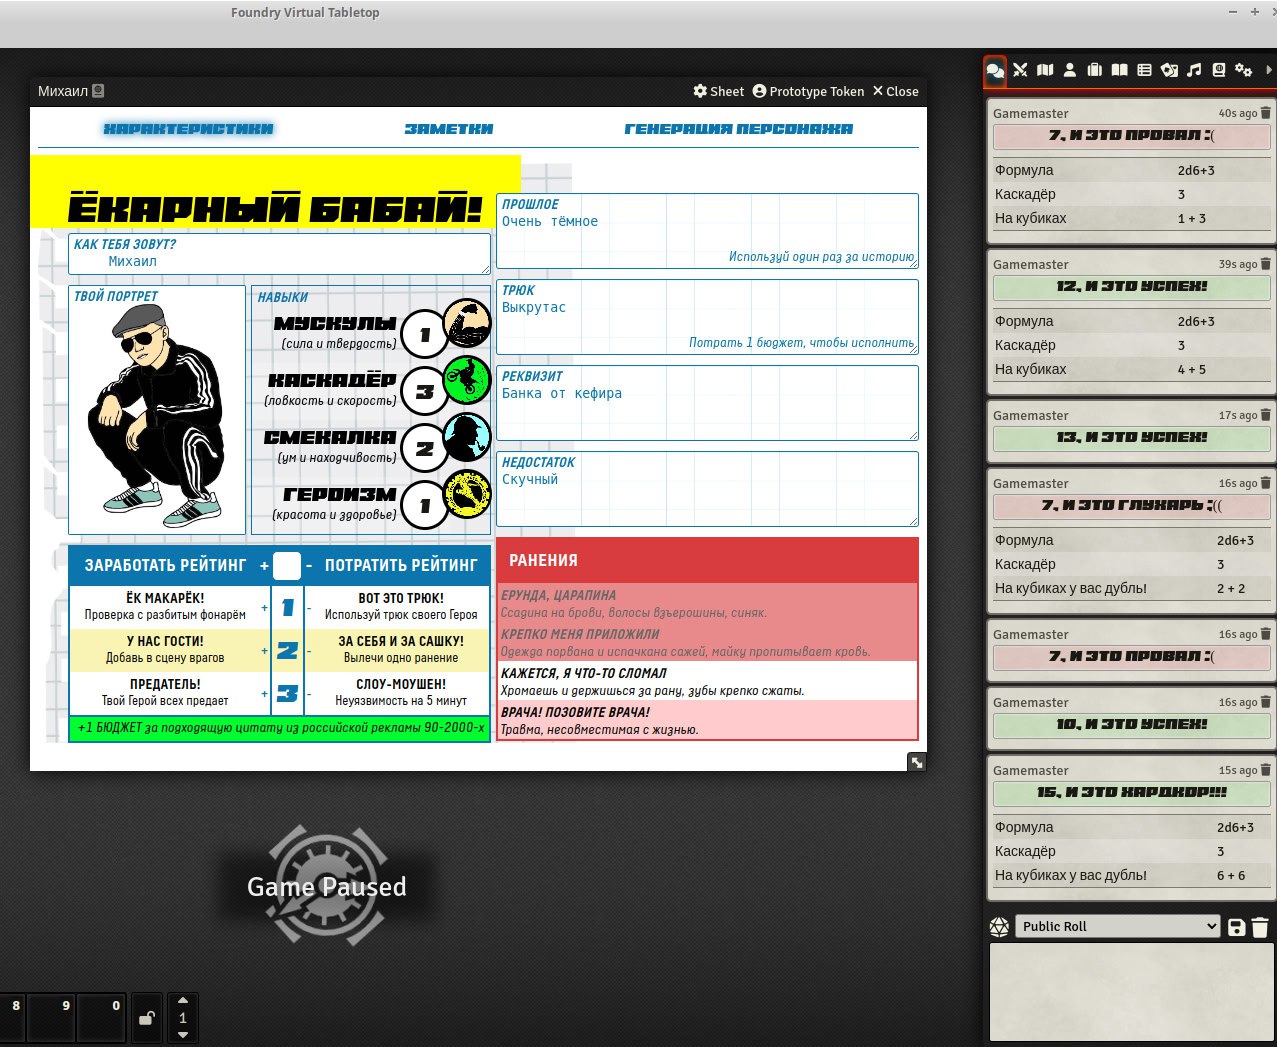 Foundry Virtual Tabletop
Михаил
Sheet
Prototype Token
Close
ХАРАКТЕРИСТИКИ
ЗАМЕТКИ
ГЕНЕРАЦИЯ ПЕРСОНАЖА
ЁКАРНЫЙ БАБАЙ!
КАК ТЕБЯ ЗОВУТ?
Михаил
ТВОЙ ПОРТРЕТ
НАВЫКИ
МУСКУЛЫ
(сила и твердость)
1
КАСКАДЁР
(ловкость и скорость)
3
СМЕКАЛКА
(ум и находчивость)
2
ГЕРОИЗМ
(красота и здоровье)
1
ПРОШЛОЕ
Очень тёмное
Используй один раз за историю
ТРЮК
Выкрутас
Потрать 1 бюджет, чтобы исполнить
РЕКВИЗИТ
Банка от кефира
НЕДОСТАТОК
Скучный
ЗАРАБОТАТЬ РЕЙТИНГ + - ПОТРАТИТЬ РЕЙТИНГ
ЁК МАКАРЁК!
Проверка с разбитым фонарём
+ 1 -
ВОТ ЭТО ТРЮК!
Используй трюк своего Героя
У НАС ГОСТИ!
Добавь в сцену врагов
+ 2 -
ЗА СЕБЯ И ЗА САШКУ!
Вылечи одно ранение
ПРЕДАТЕЛЬ!
Твой Герой всех предает
+ 3 -
СЛОУ-МОУШЕН!
Неуязвимость на 5 минут
+1 БЮДЖЕТ за подходящую цитату из российской рекламы 90-2000-х
РАНЕНИЯ
ЕРУНДА, ЦАРАПИНА
Ссадина на брови, волосы взъерошины, синяк.
КРЕПКО МЕНЯ ПРИЛОЖИЛИ
Одежда порвана и испачкана сажей, майку пропитывает кровь.
КАЖЕТСЯ, Я ЧТО-ТО СЛОМАЛ
Хромаешь и держишься за рану, зубы крепко сжаты.
ВРАЧА! ПОЗОВИТЕ ВРАЧА!
Травма, несовместимая с жизнью.
Game Paused
8
9
0
1
Gamemaster 40s ago
7, И ЭТО ПРОВАЛ :(
Формула 2d6+3
Каскадёр 3
На кубиках 1 + 3
Gamemaster 39s ago
12, И ЭТО УСПЕХ!
Формула 2d6+3
Каскадёр 3
На кубиках 4 + 5
Gamemaster 17s ago
13, И ЭТО УСПЕХ!
Gamemaster 16s ago
7, И ЭТО ГЛУХАРЬ :((
Формула 2d6+3
Каскадёр 3
На кубиках у вас дубль! 2 + 2
Gamemaster 16s ago
7, И ЭТО ПРОВАЛ :(
Gamemaster 16s ago
10, И ЭТО УСПЕХ!
Gamemaster 15s ago
15, И ЭТО ХАРДКОР!!!
Формула 2d6+3
Каскадёр 3
На кубиках у вас дубль! 6 + 6
Public Roll